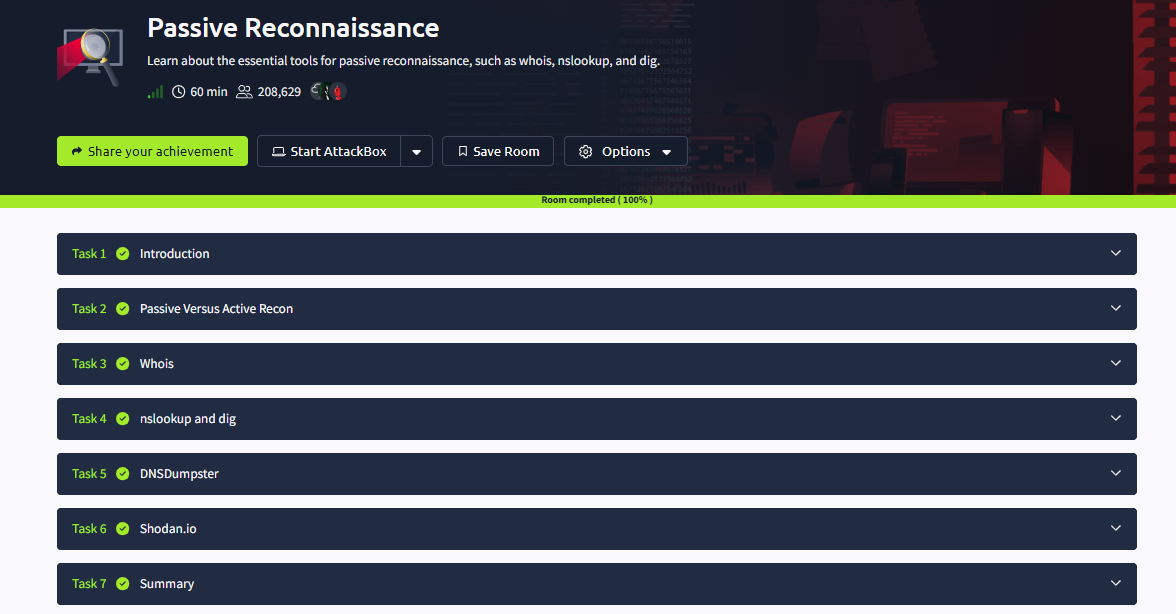 Passive Reconnaissance
Learn about the essential tools for passive reconnaissance, such as whois, nslookup, and dig.
60 min 208,629
Share your achievement Start AttackBox Save Room Options
Room completed ( 100% )
Task 1 Introduction
Task 2 Passive Versus Active Recon
Task 3 Whois
Task 4 nslookup and dig
Task 5 DNSDumpster
Task 6 Shodan.io
Task 7 Summary